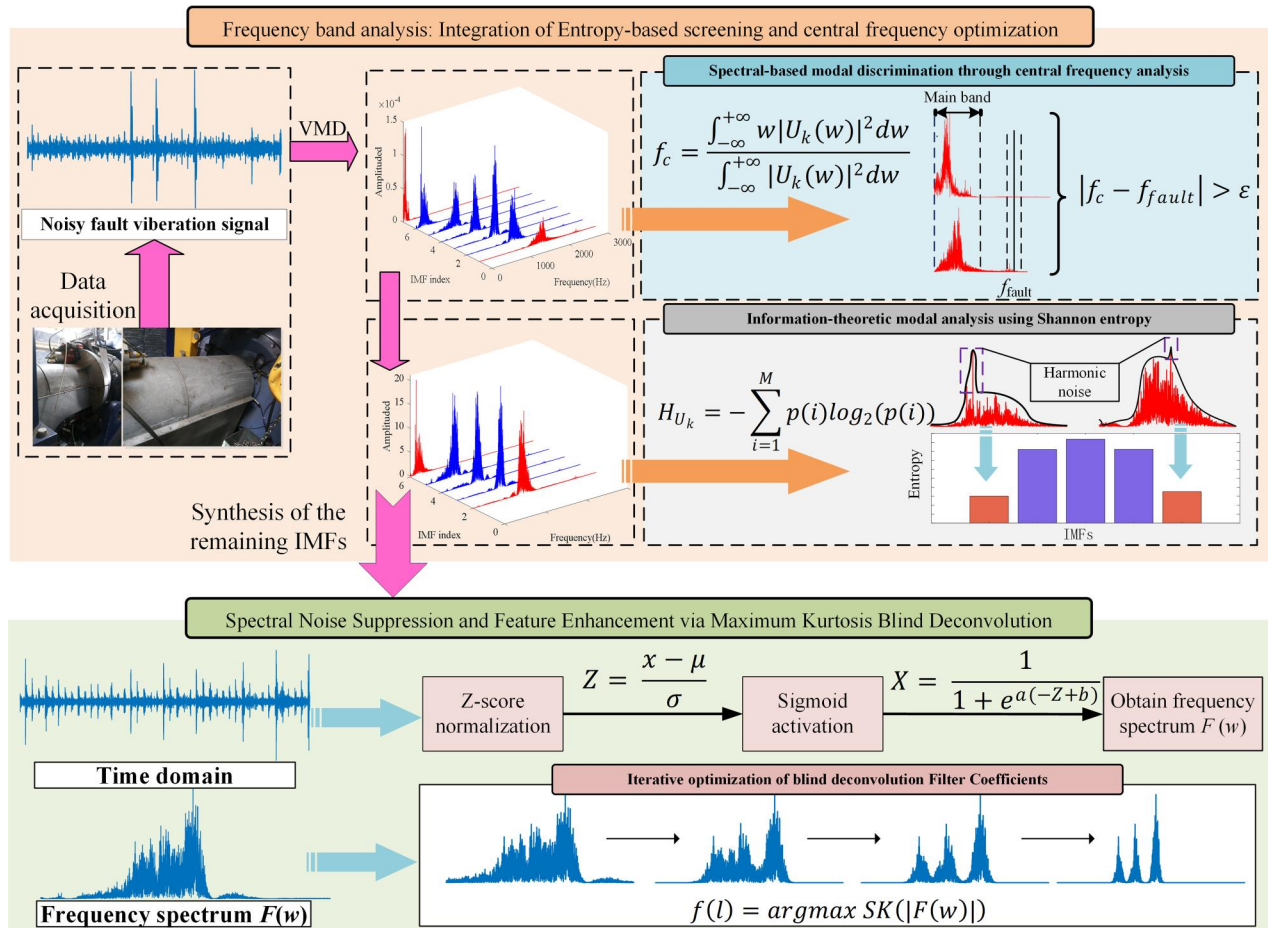 Frequency band analysis: Integration of Entropy-based screening and central frequency optimization
Noisy fault viberation signal
Data
acquisition
VMD
×10⁻⁴
1.5
1
0.5
0
Amplituded
6
4
2
0
IMF index
0
1000
2000
3000
Frequency(Hz)
Spectral-based modal discrimination through central frequency analysis
f_c = ∫_{-∞}^{+∞} w|U_k(w)|² dw / ∫_{-∞}^{+∞} |U_k(w)|² dw
Main band
f_fault
|f_c − f_fault| > ε
20
15
10
5
0
Amplituded
6
4
2
0
IMF index
Frequency(Hz)
Information-theoretic modal analysis using Shannon entropy
H_{U_k} = − ∑_{i=1}^{M} p(i)log₂(p(i))
Harmonic
noise
Entropy
IMFs
Synthesis of the
remaining IMFs
Spectral Noise Suppression and Feature Enhancement via Maximum Kurtosis Blind Deconvolution
Time domain
Z-score
normalization
Z = (x − μ) / σ
Sigmoid
activation
X = 1 / (1 + e^{a(−Z+b)})
Obtain frequency
spectrum F(w)
Frequency spectrum F(w)
Iterative optimization of blind deconvolution Filter Coefficients
f(l) = argmax SK(|F(w)|)